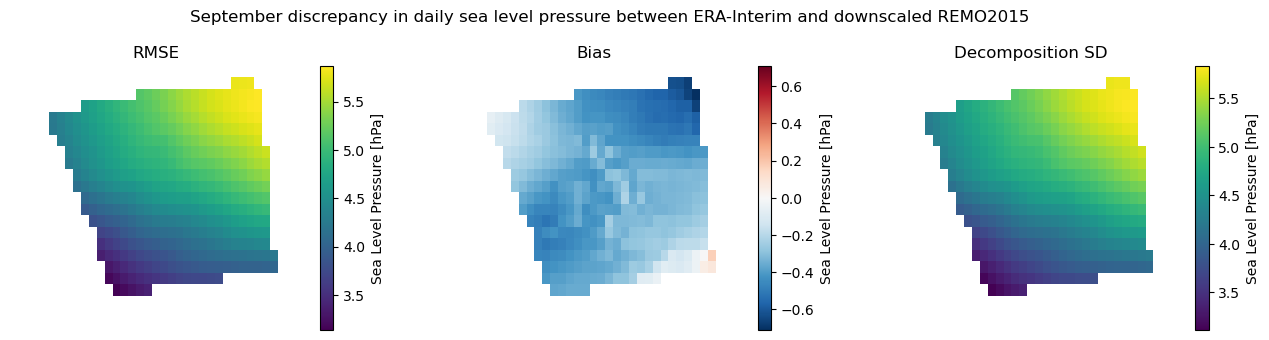 September discrepancy in daily sea level pressure between ERA-Interim and downscaled REMO2015
RMSE
5.5
5.0
4.5
4.0
3.5
Sea Level Pressure [hPa]
Bias
0.6
0.4
0.2
0.0
−0.2
−0.4
−0.6
Sea Level Pressure [hPa]
Decomposition SD
5.5
5.0
4.5
4.0
3.5
Sea Level Pressure [hPa]